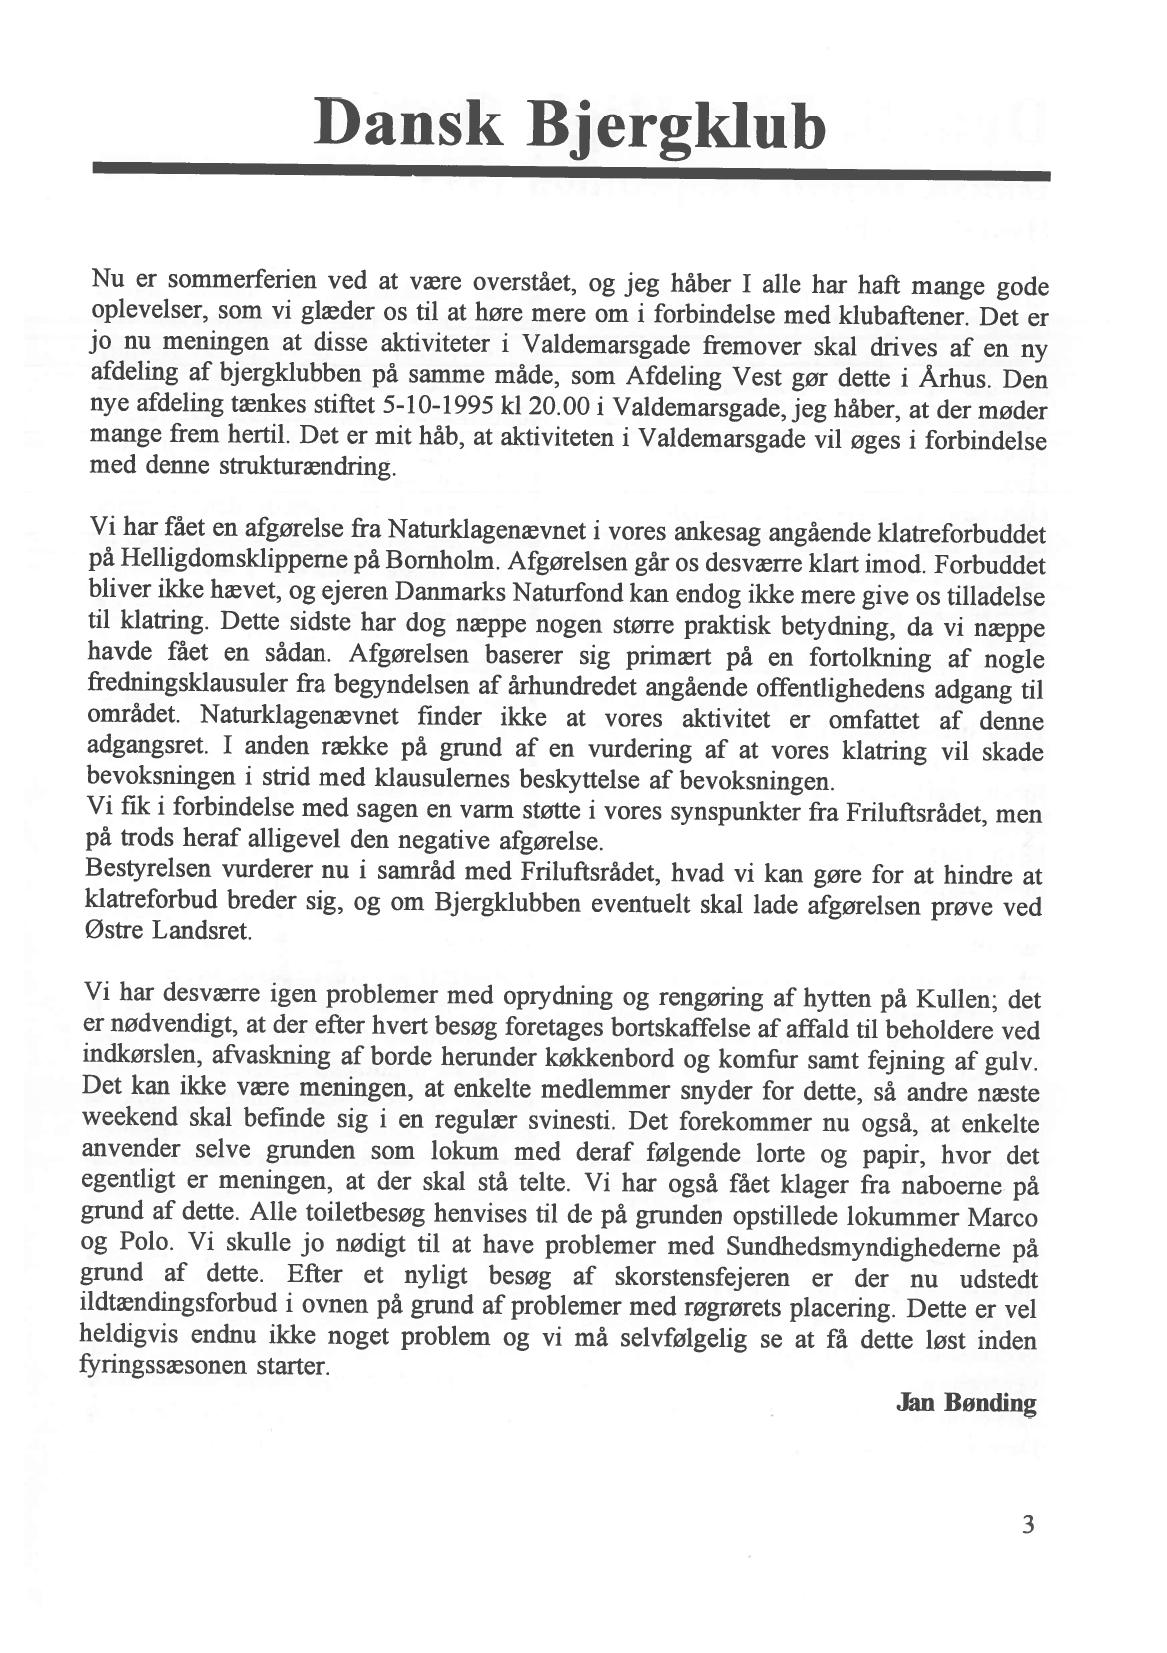 Dansk Bjergklub
Nu er sommerferien ved at være overstået, og jeg håber I alle har haft mange gode
oplevelser, som vi glæder os til at høre mere om i forbindelse med klubaftener. Det er
jo nu meningen at disse aktiviteter i Valdemarsgade fremover skal drives af en ny
afdeling af bjergklubben på samme måde, som Afdeling Vest gør dette i Århus. Den
nye afdeling tænkes stiftet 5-10-1995 kl 20.00 i Valdemarsgade, jeg håber, at der møder
mange frem hertil. Det er mit håb, at aktiviteten i Valdemarsgade vil øges i forbindelse
med denne strukturændring.
Vi har fået en afgørelse fra Naturklagenævnet i vores ankesag angående klatreforbuddet
på Helligdomsklipperne på Bornholm. Afgørelsen går os desværre klart imod. Forbuddet
bliver ikke hævet, og ejeren Danmarks Naturfond kan endog ikke mere give os tilladelse
til klatring. Dette sidste har dog næppe nogen større praktisk betydning, da vi næppe
havde fået en sådan. Afgørelsen baserer sig primært på en fortolkning af nogle
fredningsklausuler fra begyndelsen af århundredet angående offentlighedens adgang til
området. Naturklagenævnet finder ikke at vores aktivitet er omfattet af denne
adgangsret. I anden række på grund af en vurdering af at vores klatring vil skade
bevoksningen i strid med klausulernes beskyttelse af bevoksningen.
Vi fik i forbindelse med sagen en varm støtte i vores synspunkter fra Friluftsrådet, men
på trods heraf alligevel den negative afgørelse.
Bestyrelsen vurderer nu i samråd med Friluftsrådet, hvad vi kan gøre for at hindre at
klatreforbud breder sig, og om Bjergklubben eventuelt skal lade afgørelsen prøve ved
Østre Landsret.
Vi har desværre igen problemer med oprydning og rengøring af hytten på Kullen; det
er nødvendigt, at der efter hvert besøg foretages bortskaffelse af affald til beholdere ved
indkørslen, afvaskning af borde herunder køkkenbord og komfur samt fejning af gulv.
Det kan ikke være meningen, at enkelte medlemmer snyder for dette, så andre næste
weekend skal befinde sig i en regulær svinesti. Det forekommer nu også, at enkelte
anvender selve grunden som lokum med deraf følgende lorte og papir, hvor det
egentligt er meningen, at der skal stå telte. Vi har også fået klager fra naboerne på
grund af dette. Alle toiletbesøg henvises til de på grunden opstillede lokummer Marco
og Polo. Vi skulle jo nødigt til at have problemer med Sundhedsmyndighederne på
grund af dette. Efter et nyligt besøg af skorstensfejeren er der nu udstedt
ildtændingsforbud i ovnen på grund af problemer med røgrørets placering. Dette er vel
heldigvis endnu ikke noget problem og vi må selvfølgelig se at få dette løst inden
fyringssæsonen starter.
Jan Bønding
3